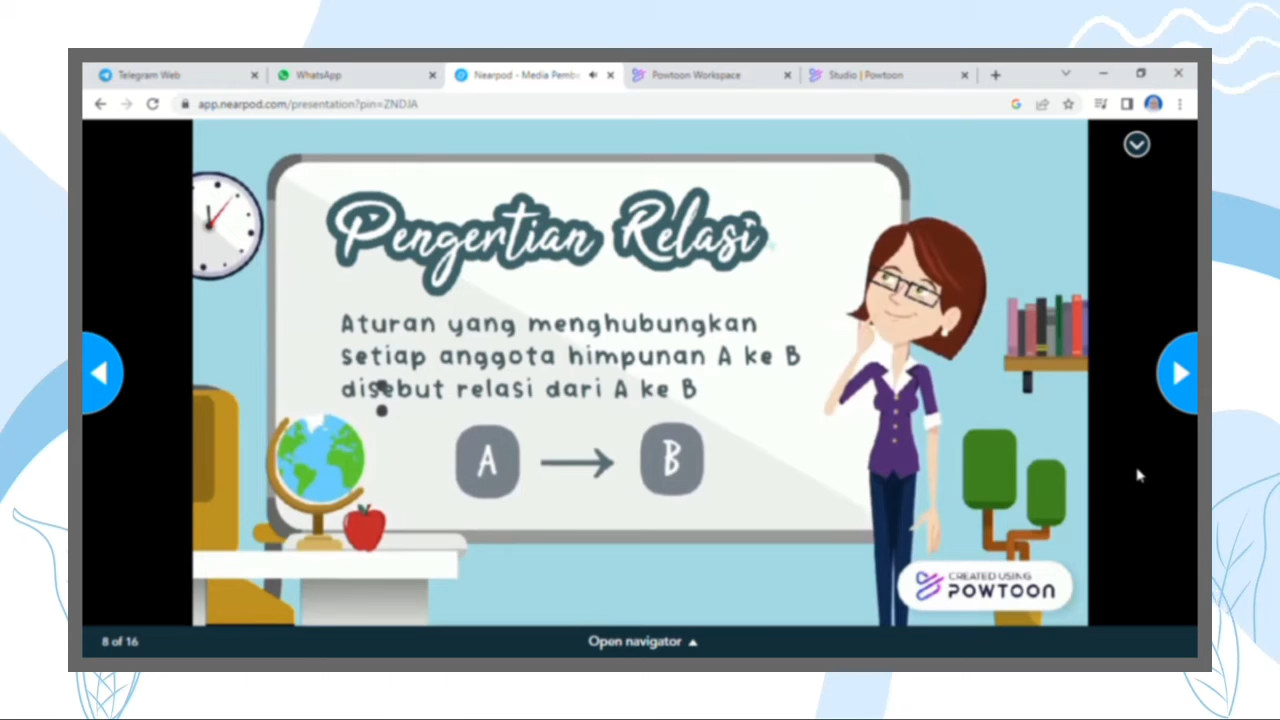 Telegram Web
WhatsApp
Nearpod - Media Pembe
Powtoon Workspace
Studio | Powtoon
app.nearpod.com/presentation?pin=ZNDJA
Pengertian Relasi
Aturan yang menghubungkan
setiap anggota himpunan A ke B
disebut relasi dari A ke B
A → B
CREATED USING
POWTOON
8 of 16
Open navigator